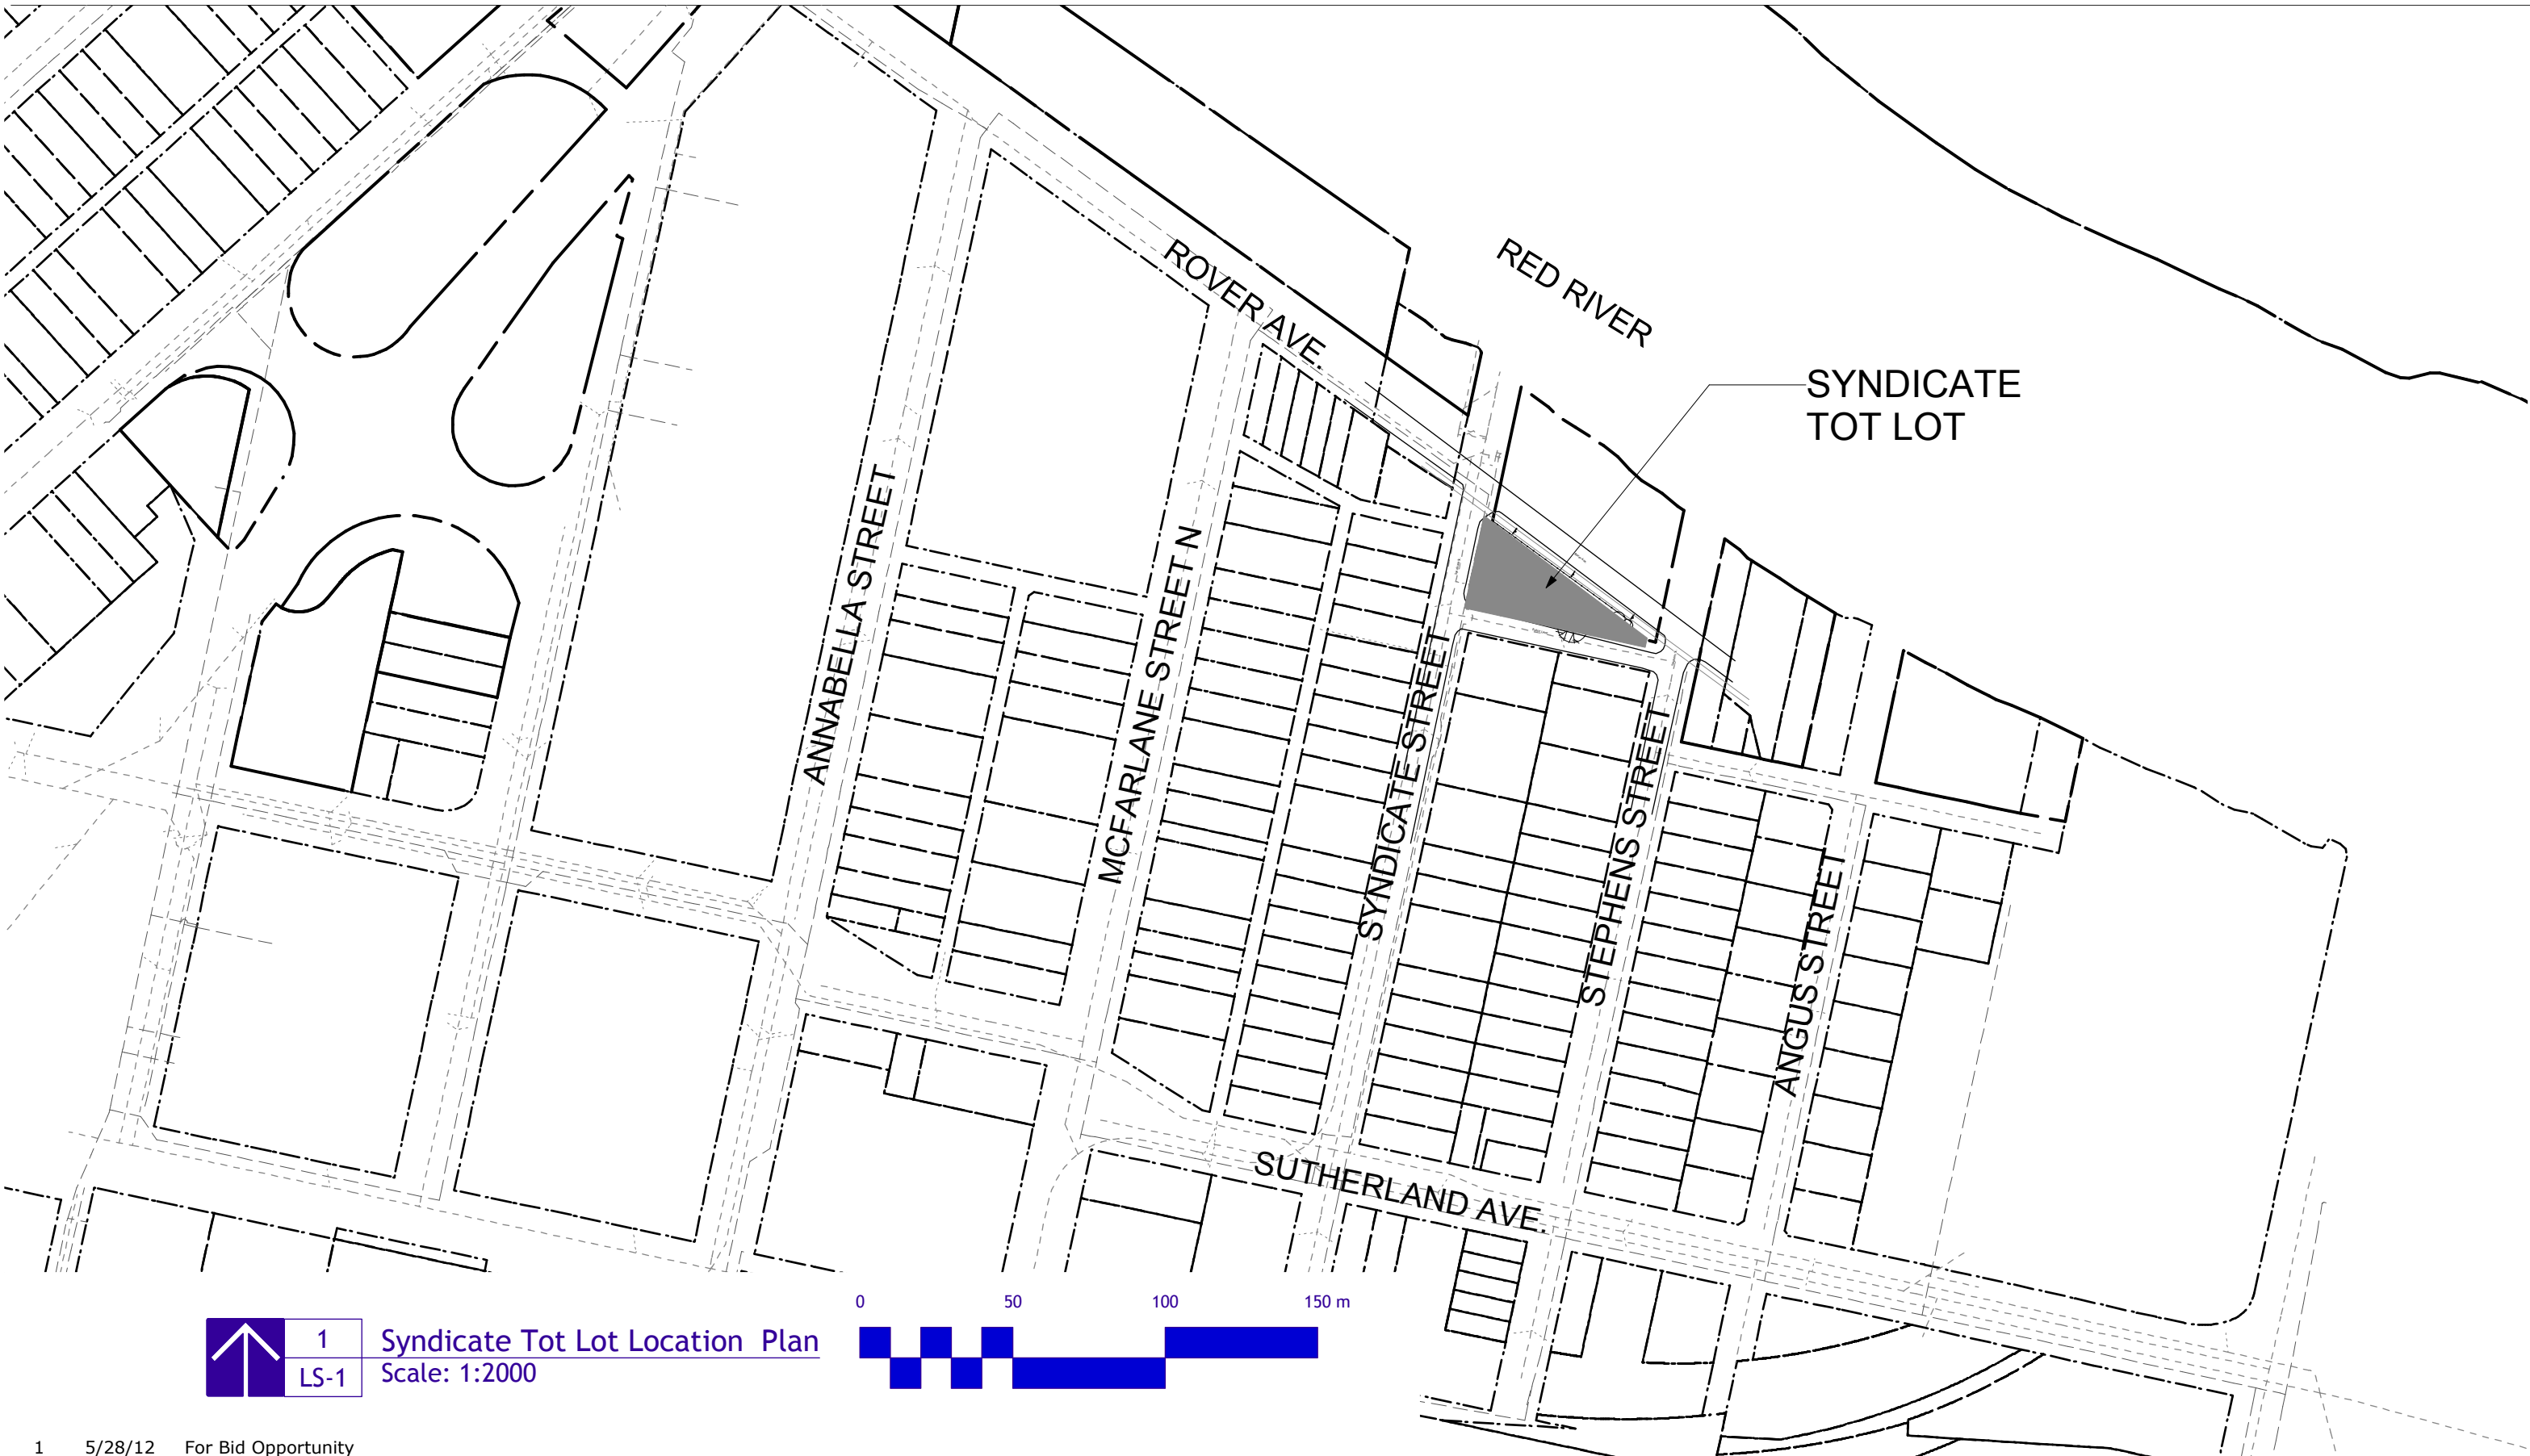 ROVER AVE.
RED RIVER
SYNDICATE
TOT LOT
ANNABELLA STREET
MCFARLANE STREET N
SYNDICATE STREET
STEPHENS STREET
ANGUS STREET
SUTHERLAND AVE.
0 50 100 150 m
1
LS-1
Syndicate Tot Lot Location Plan
Scale: 1:2000
1 5/28/12 For Bid Opportunity